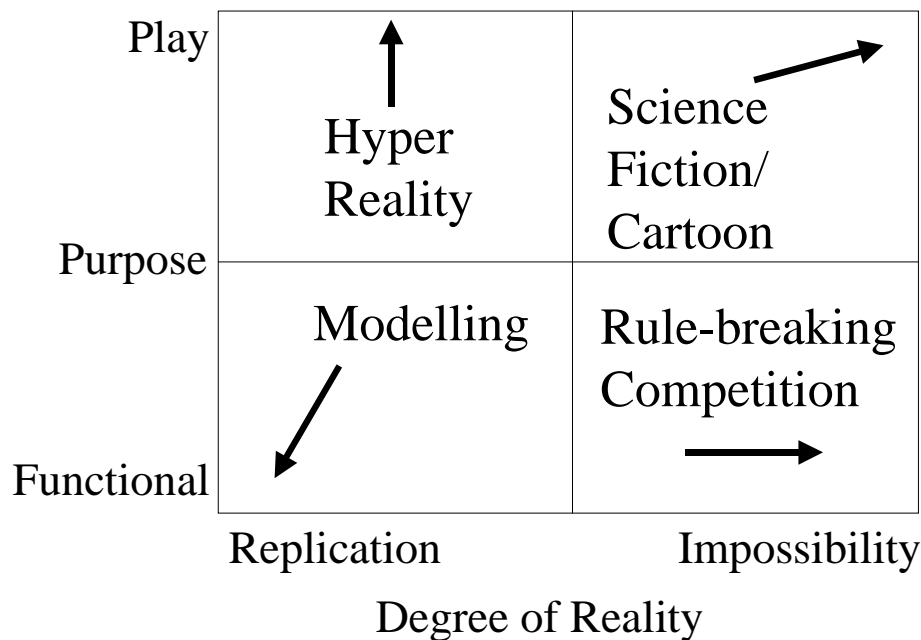 Play
Hyper
Reality
Science
Fiction/
Cartoon
Purpose
Modelling
Rule-breaking
Competition
Functional
Replication
Impossibility
Degree of Reality